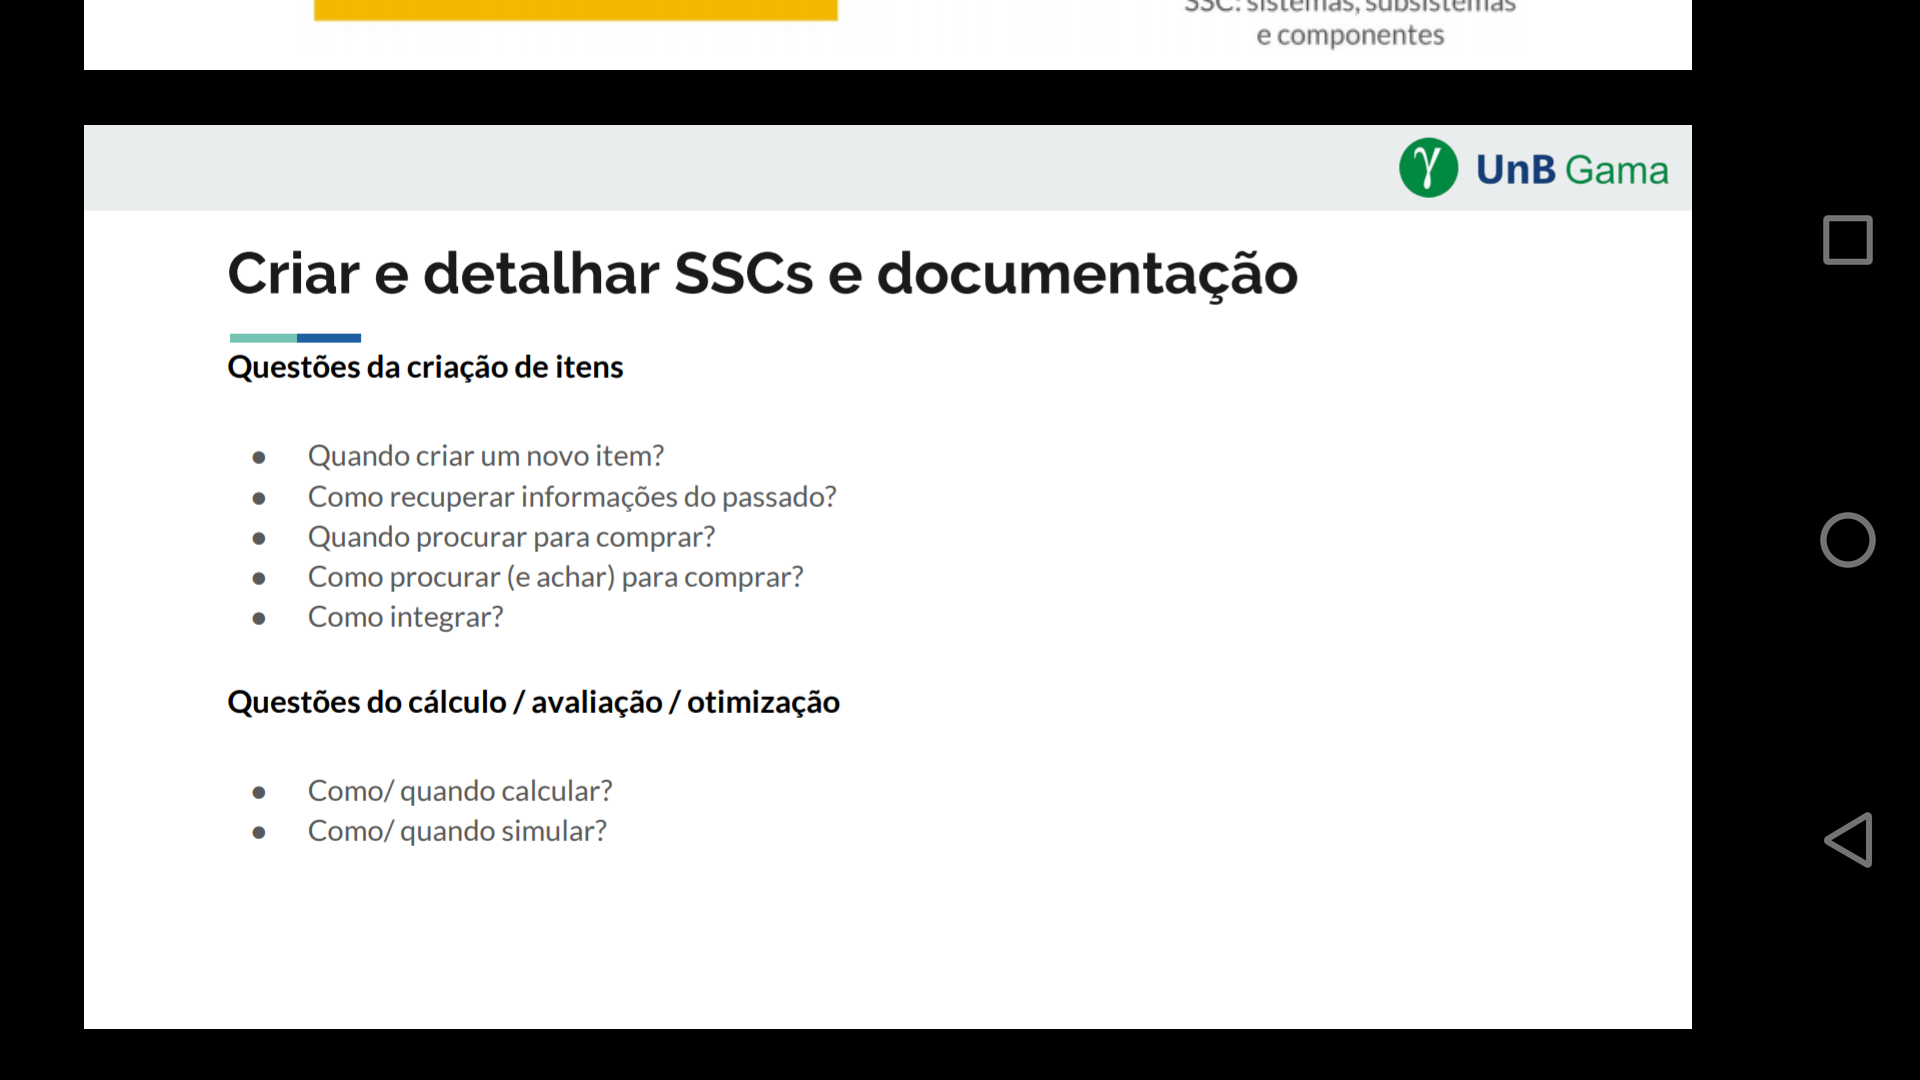 SSC: sistemas, subsistemas
e componentes
UnB Gama
Criar e detalhar SSCs e documentação
Questões da criação de itens
● Quando criar um novo item?
● Como recuperar informações do passado?
● Quando procurar para comprar?
● Como procurar (e achar) para comprar?
● Como integrar?
Questões do cálculo / avaliação / otimização
● Como/ quando calcular?
● Como/ quando simular?